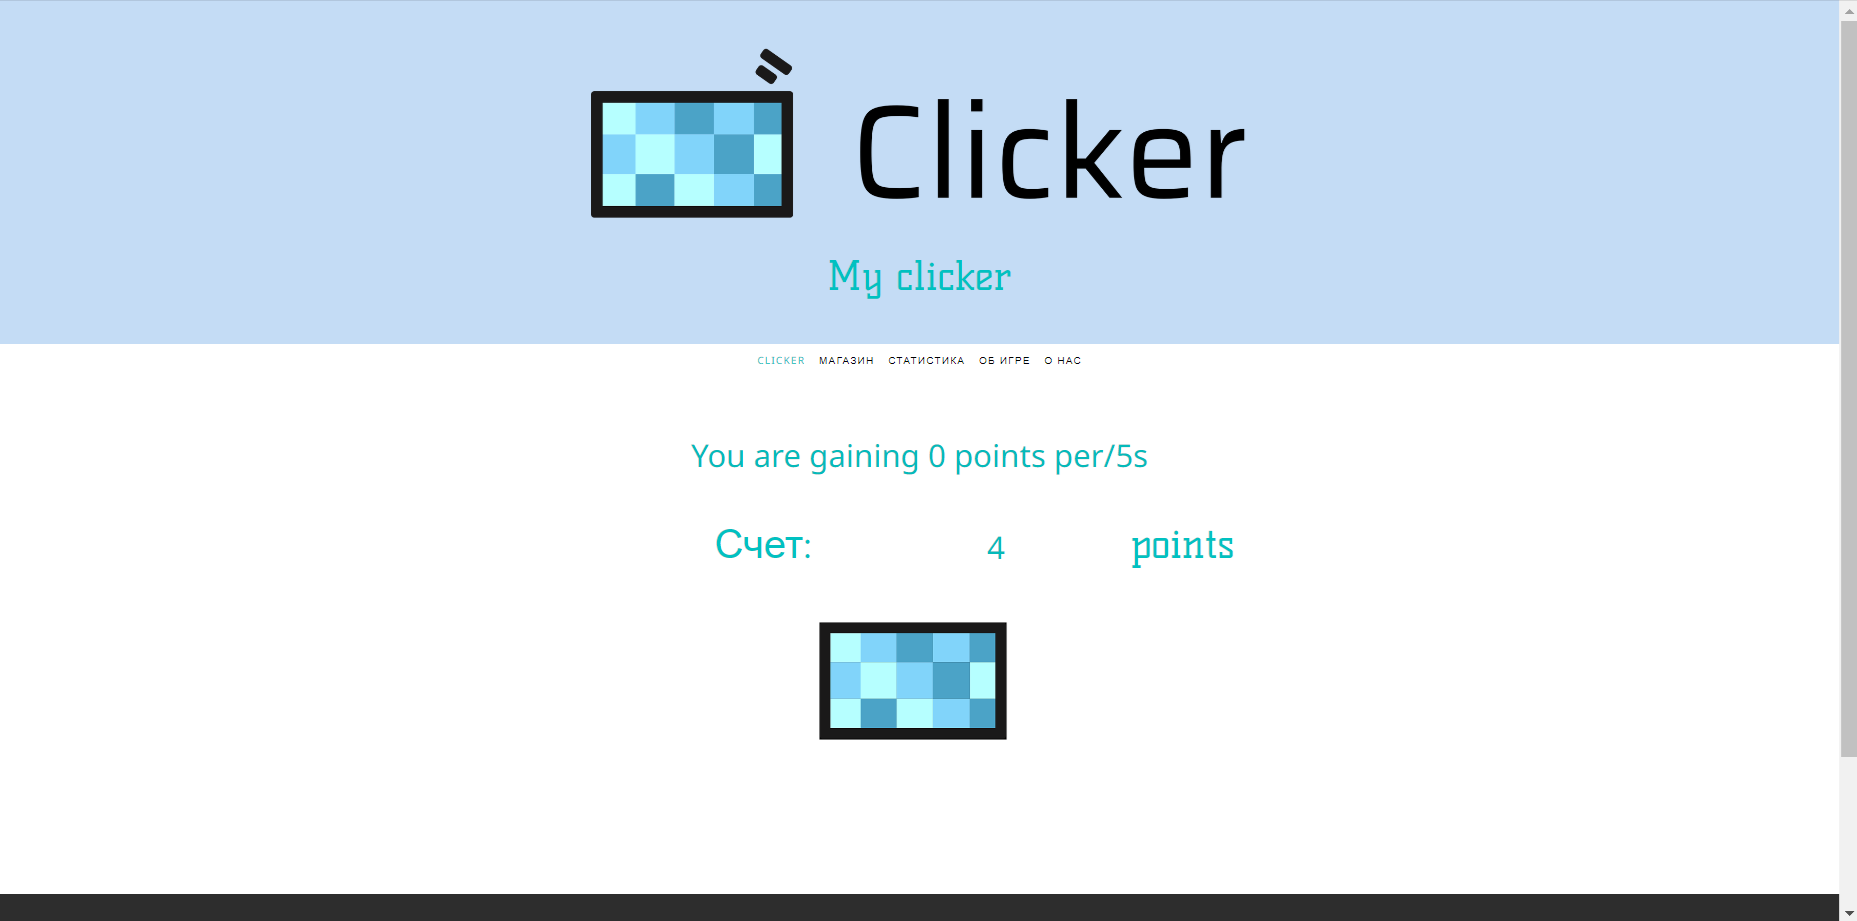 Clicker
My clicker
CLICKER МАГАЗИН СТАТИСТИКА ОБ ИГРЕ О НАС
You are gaining 0 points per/5s
Счет: 4 points